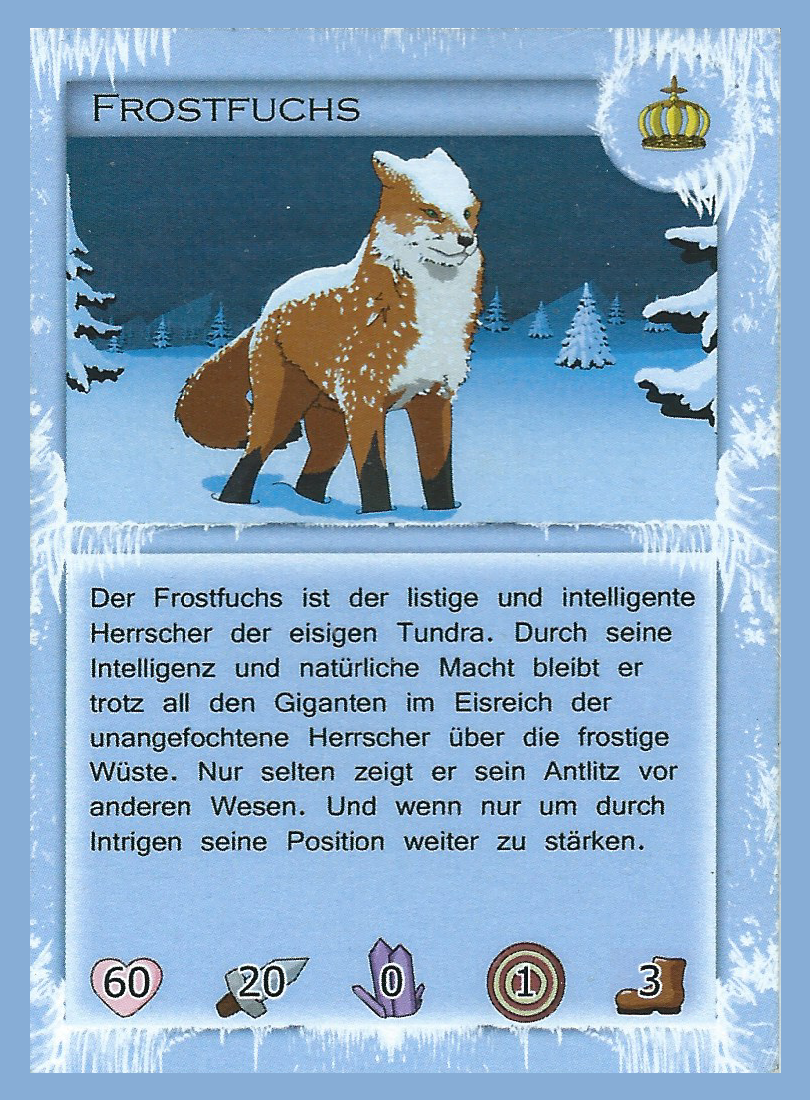 FROSTFUCHS
Der Frostfuchs ist der listige und intelligente
Herrscher der eisigen Tundra. Durch seine
Intelligenz und natürliche Macht bleibt er
trotz all den Giganten im Eisreich der
unangefochtene Herrscher über die frostige
Wüste. Nur selten zeigt er sein Antlitz vor
anderen Wesen. Und wenn nur um durch
Intrigen seine Position weiter zu stärken.
60 20 0 1 3